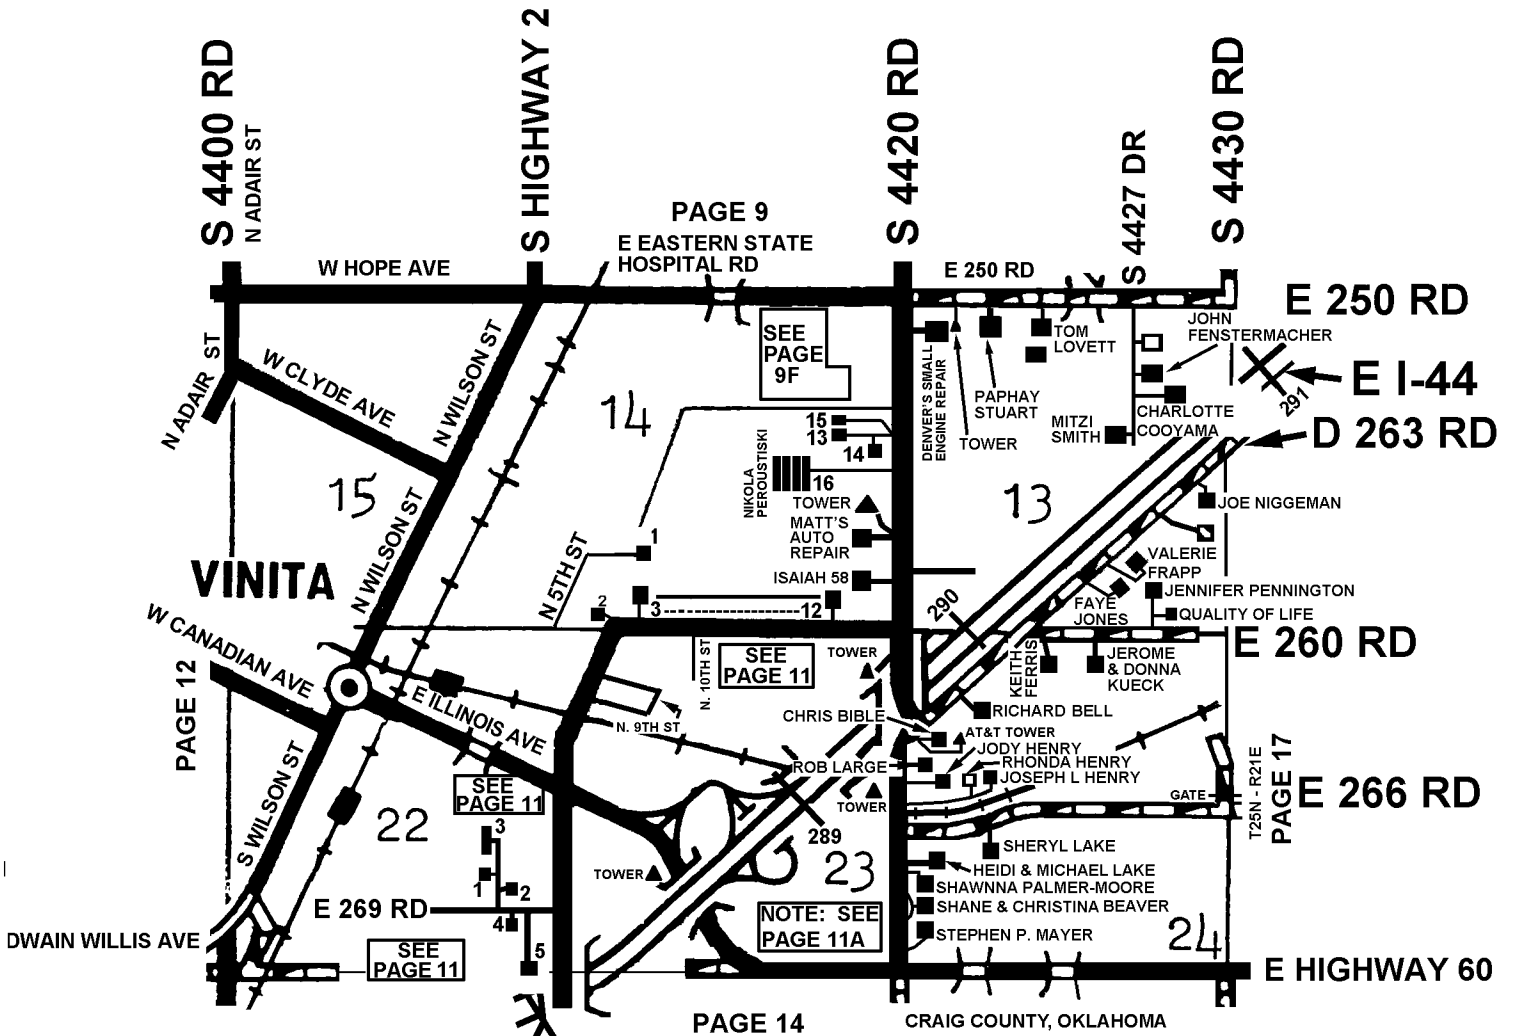 S 4400 RD
N ADAIR ST
S HIGHWAY 2
S 4420 RD
S 4427 DR
S 4430 RD
PAGE 9
W HOPE AVE
E EASTERN STATE
HOSPITAL RD
E 250 RD
E 250 RD
N ADAIR ST
W CLYDE AVE
N WILSON ST
SEE
PAGE
9F
DENVER'S SMALL
ENGINE REPAIR
TOWER
PAPHAY
STUART
TOM
LOVETT
JOHN
FENSTERMACHER
E I-44
291
D 263 RD
MITZI
SMITH
CHARLOTTE
COOYAMA
14
15
13
14
16
NIKOLA
PEROUSTISKI
TOWER
MATT'S
AUTO
REPAIR
ISAIAH 58
15
N WILSON ST
VINITA
13
JOE NIGGEMAN
VALERIE
FRAPP
JENNIFER PENNINGTON
FAYE
JONES
QUALITY OF LIFE
290
1
N 5TH ST
2
3
12
E 260 RD
W CANADIAN AVE
PAGE 12
E ILLINOIS AVE
N. 10TH ST
SEE
PAGE 11
TOWER
KEITH
FERRIS
JEROME
& DONNA
KUECK
N. 9TH ST
CHRIS BIBLE
RICHARD BELL
AT&T TOWER
JODY HENRY
ROB LARGE
RHONDA HENRY
JOSEPH L HENRY
TOWER
GATE
T25N - R21E
PAGE 17
E 266 RD
S WILSON ST
22
SEE
PAGE 11
289
3
1
2
4
5
TOWER
23
SHERYL LAKE
HEIDI & MICHAEL LAKE
SHAWNNA PALMER-MOORE
SHANE & CHRISTINA BEAVER
STEPHEN P. MAYER
E 269 RD
NOTE: SEE
PAGE 11A
24
DWAIN WILLIS AVE
SEE
PAGE 11
E HIGHWAY 60
PAGE 14
CRAIG COUNTY, OKLAHOMA